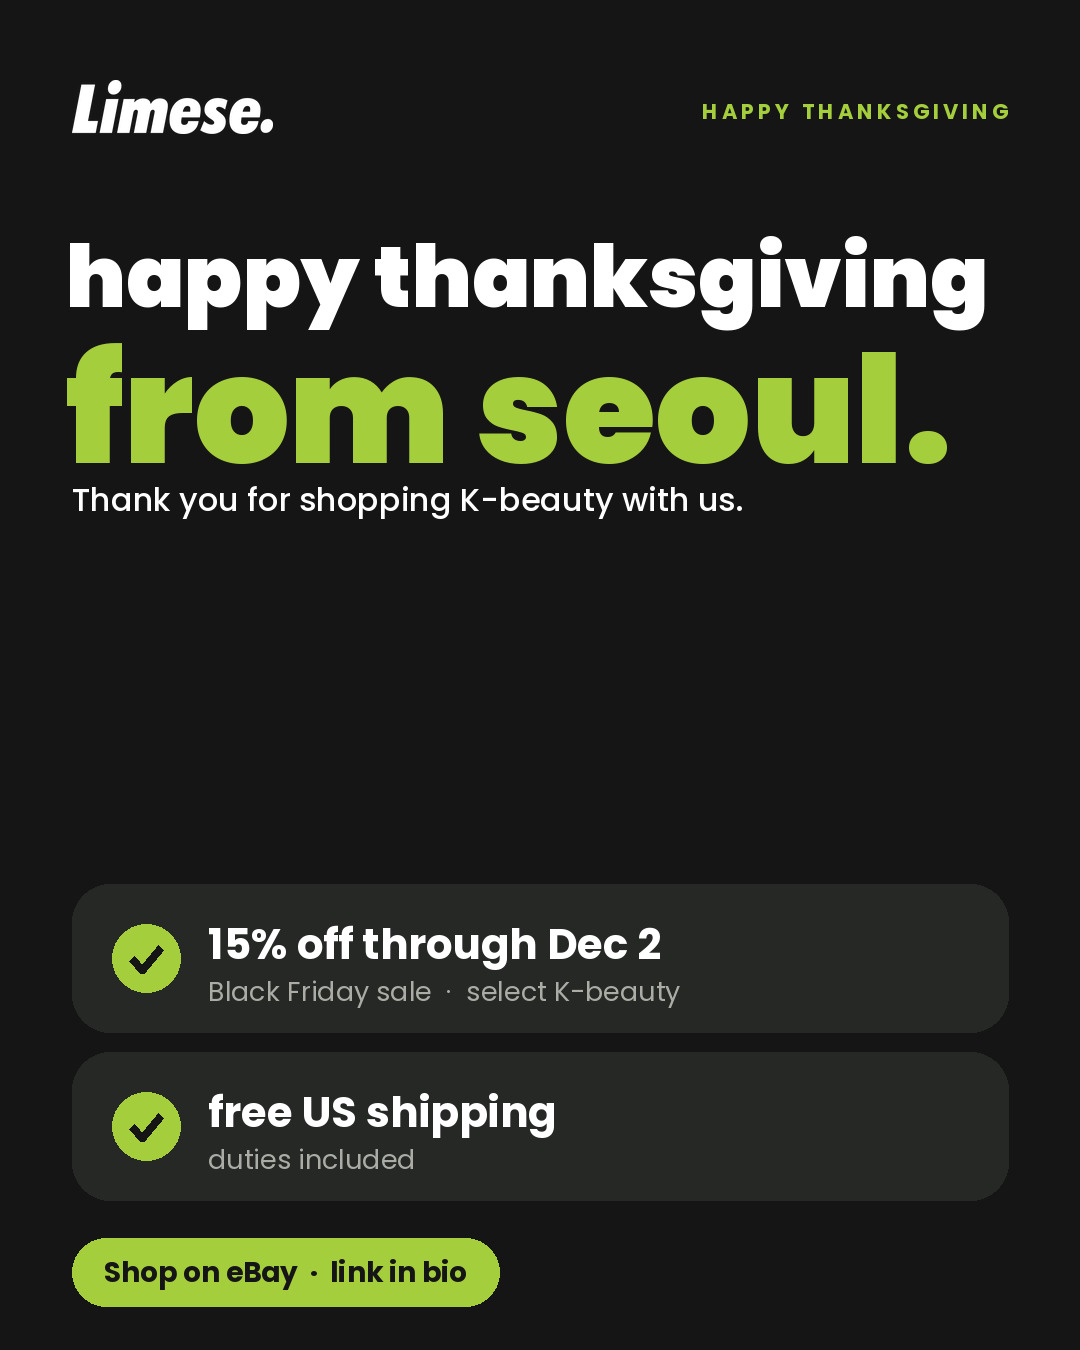 Limese.
HAPPY THANKSGIVING
happy thanksgiving
from seoul.
Thank you for shopping K-beauty with us.
15% off through Dec 2
Black Friday sale · select K-beauty
free US shipping
duties included
Shop on eBay · link in bio